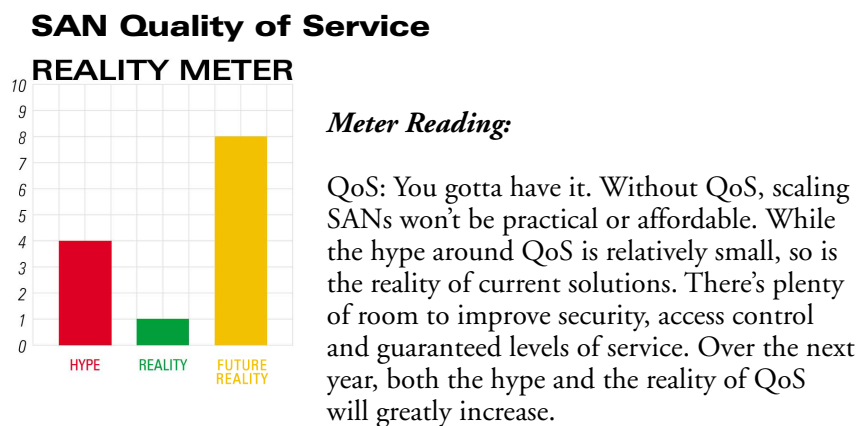 SAN Quality of Service
REALITY METER
10
9
8
7
6
5
4
3
2
1
0
HYPE
REALITY
FUTURE
REALITY
Meter Reading:
QoS: You gotta have it. Without QoS, scaling
SANs won't be practical or affordable. While
the hype around QoS is relatively small, so is
the reality of current solutions. There's plenty
of room to improve security, access control
and guaranteed levels of service. Over the next
year, both the hype and the reality of QoS
will greatly increase.